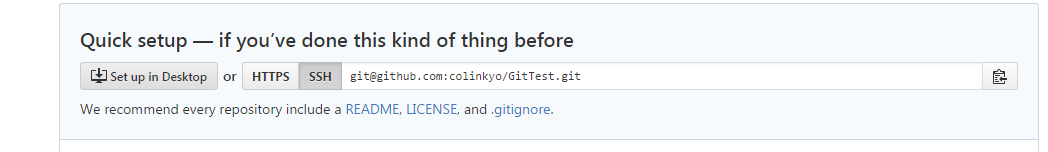 Quick setup — if you've done this kind of thing before
Set up in Desktop or HTTPS SSH git@github.com:colinkyo/GitTest.git
We recommend every repository include a README, LICENSE, and .gitignore.